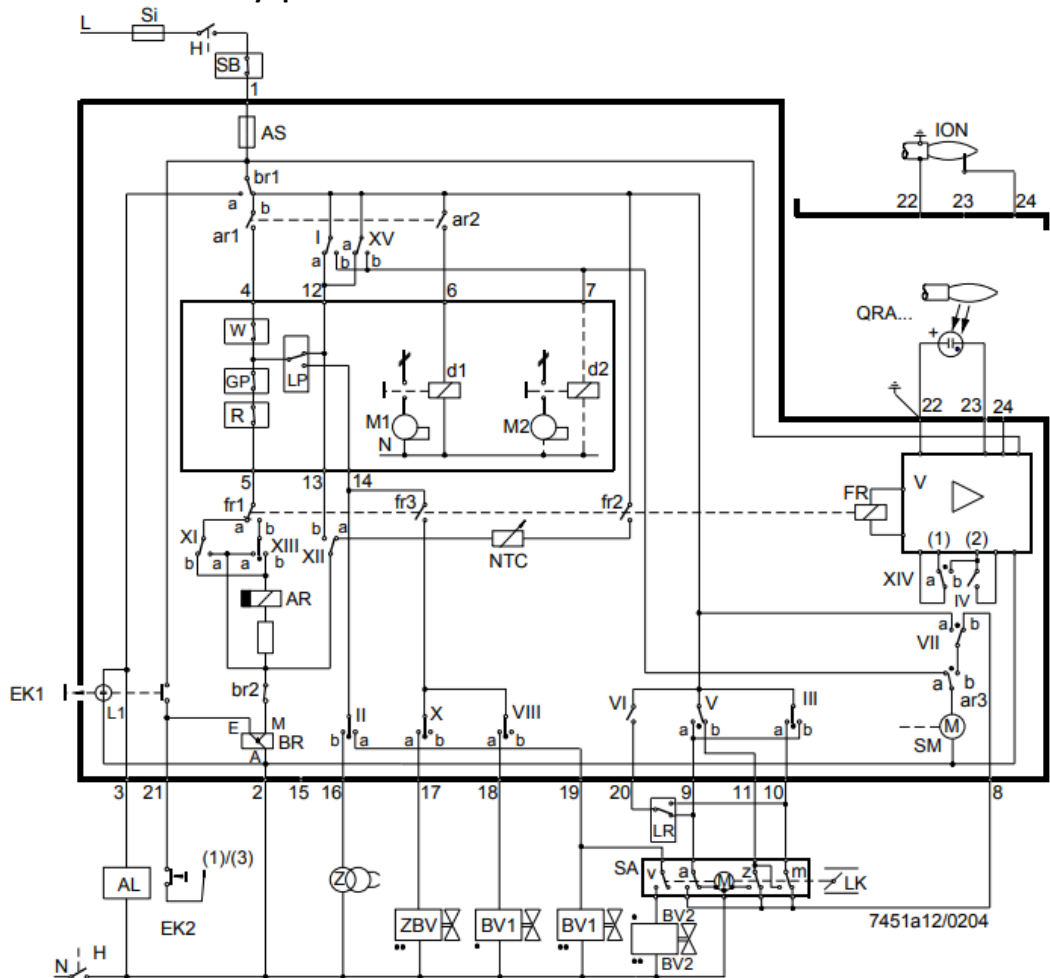 L Si
H
SB
1
AS ION
br1 22 23 24
a b
ar1 ar2
I a XV
a b b
QRA...
4 12 6 7
+
W
d1 d2
GP LP
22 23 24
R M1 M2
N
V
5 13 14
FR
fr1 fr3 fr2
a b b a
XI XIII XII
b a a b
NTC
(1) (2)
XIV a b
IV
AR
a b
VII
EK1 br2
a b
L1
VI V III
ar3
E M
II X VIII
M
BR b a a b a b a b a b
SM
A
3 21 2 15 16 17 18 19 20 9 11 10 8
LR
(1)/(3)
SA v a M z m LK
AL
Z
7451a12/0204
EK2 ZBV BV1 BV1 BV2
BV2
H
N